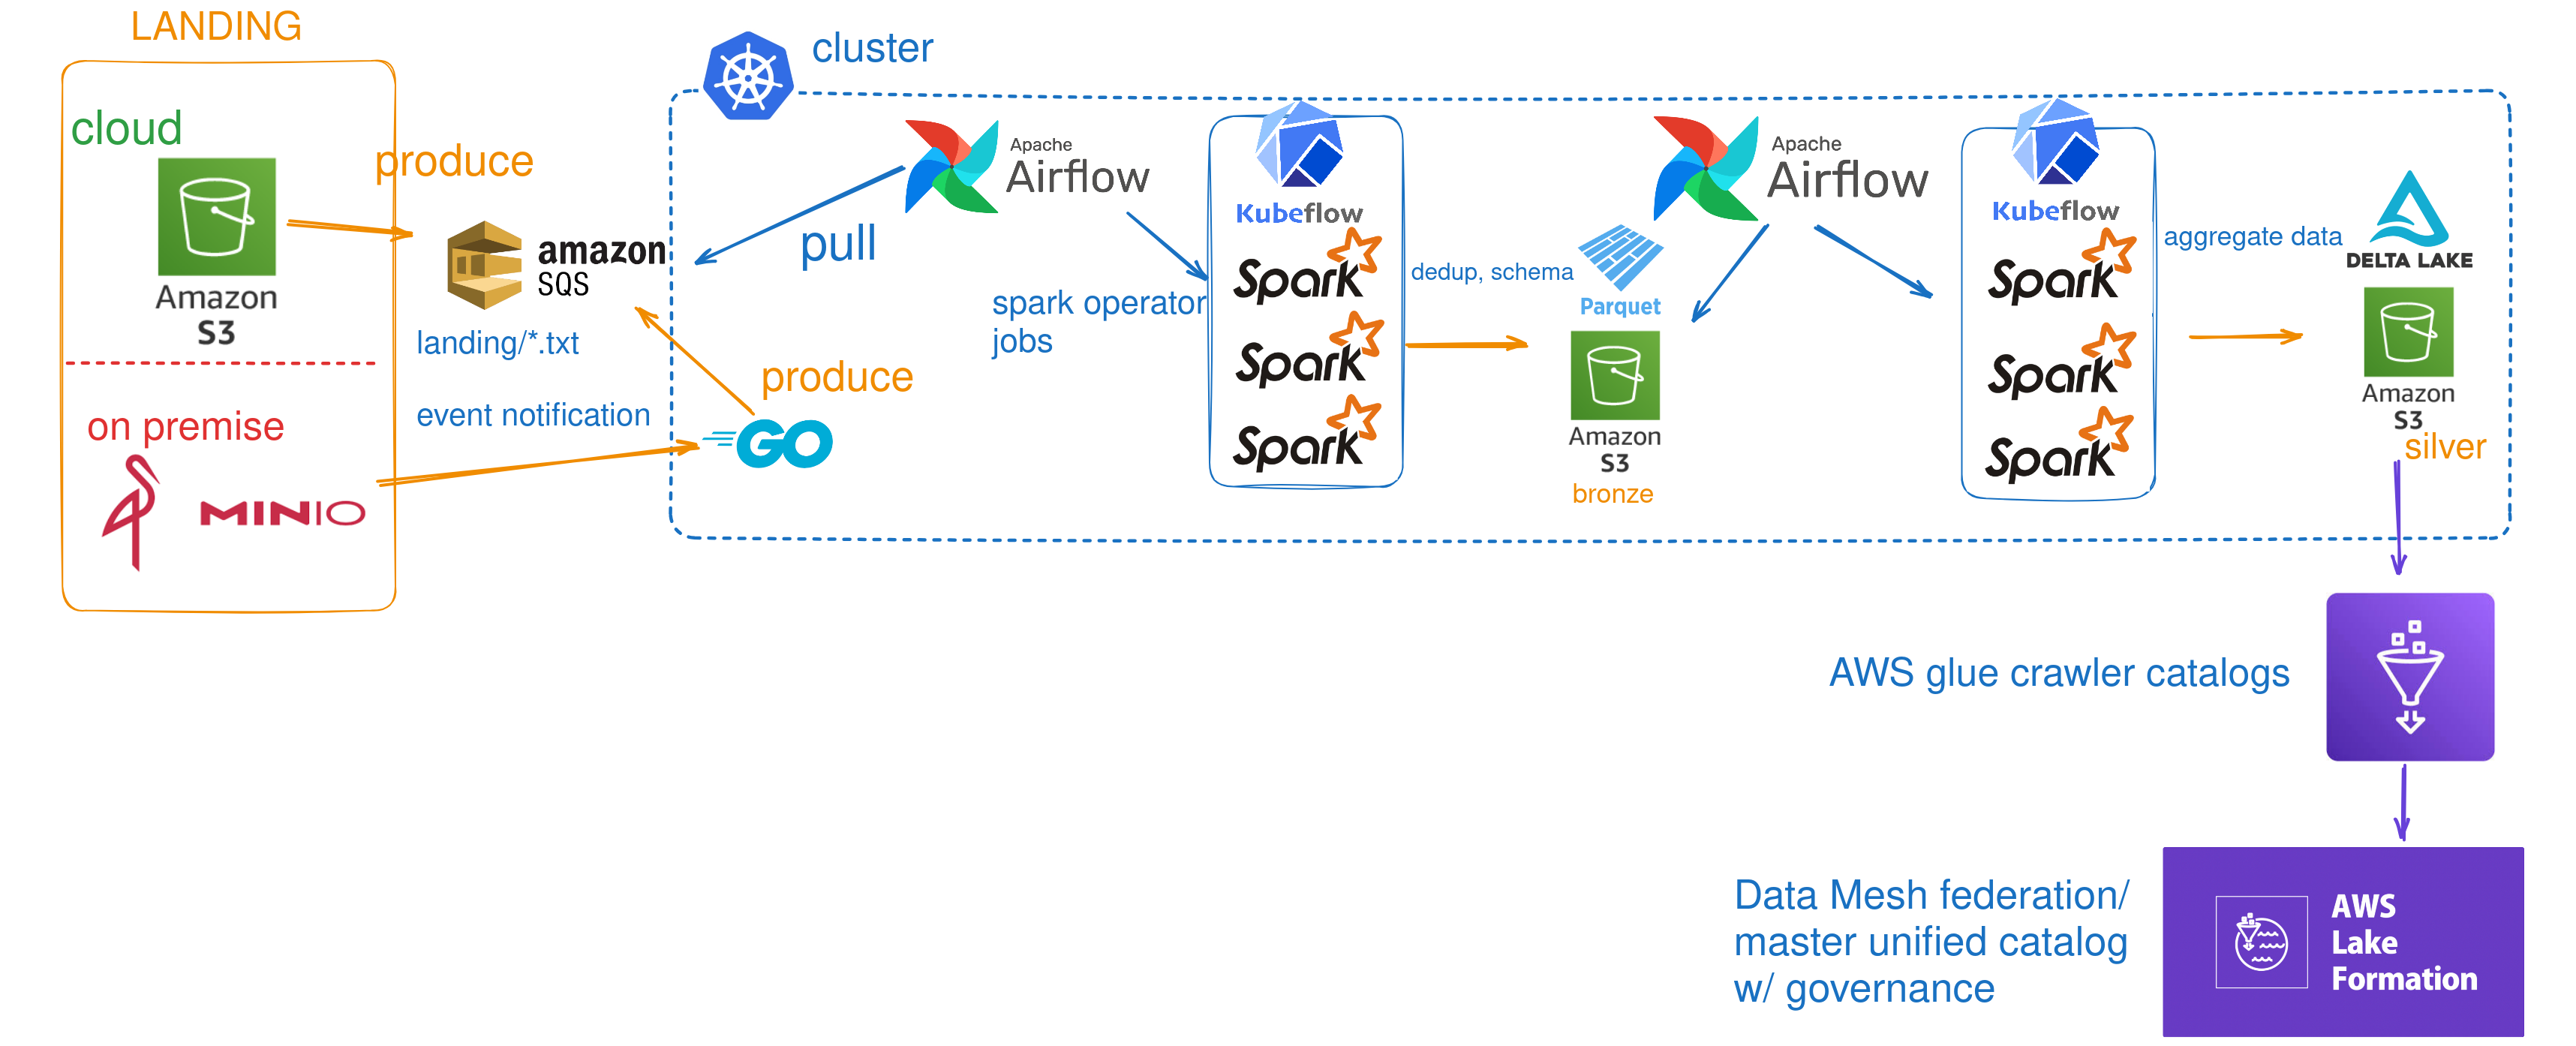 LANDING
cloud
Amazon
S3
on premise
MINIO
produce
amazon
SQS
landing/*.txt
event notification
cluster
pull
produce
GO
Apache
Airflow
spark operator
jobs
Kubeflow
Spark
Spark
Spark
dedup, schema
Parquet
Amazon
S3
bronze
Apache
Airflow
Kubeflow
Spark
Spark
Spark
aggregate data
DELTA LAKE
Amazon
S3
silver
AWS glue crawler catalogs
Data Mesh federation/
master unified catalog
w/ governance
AWS
Lake
Formation